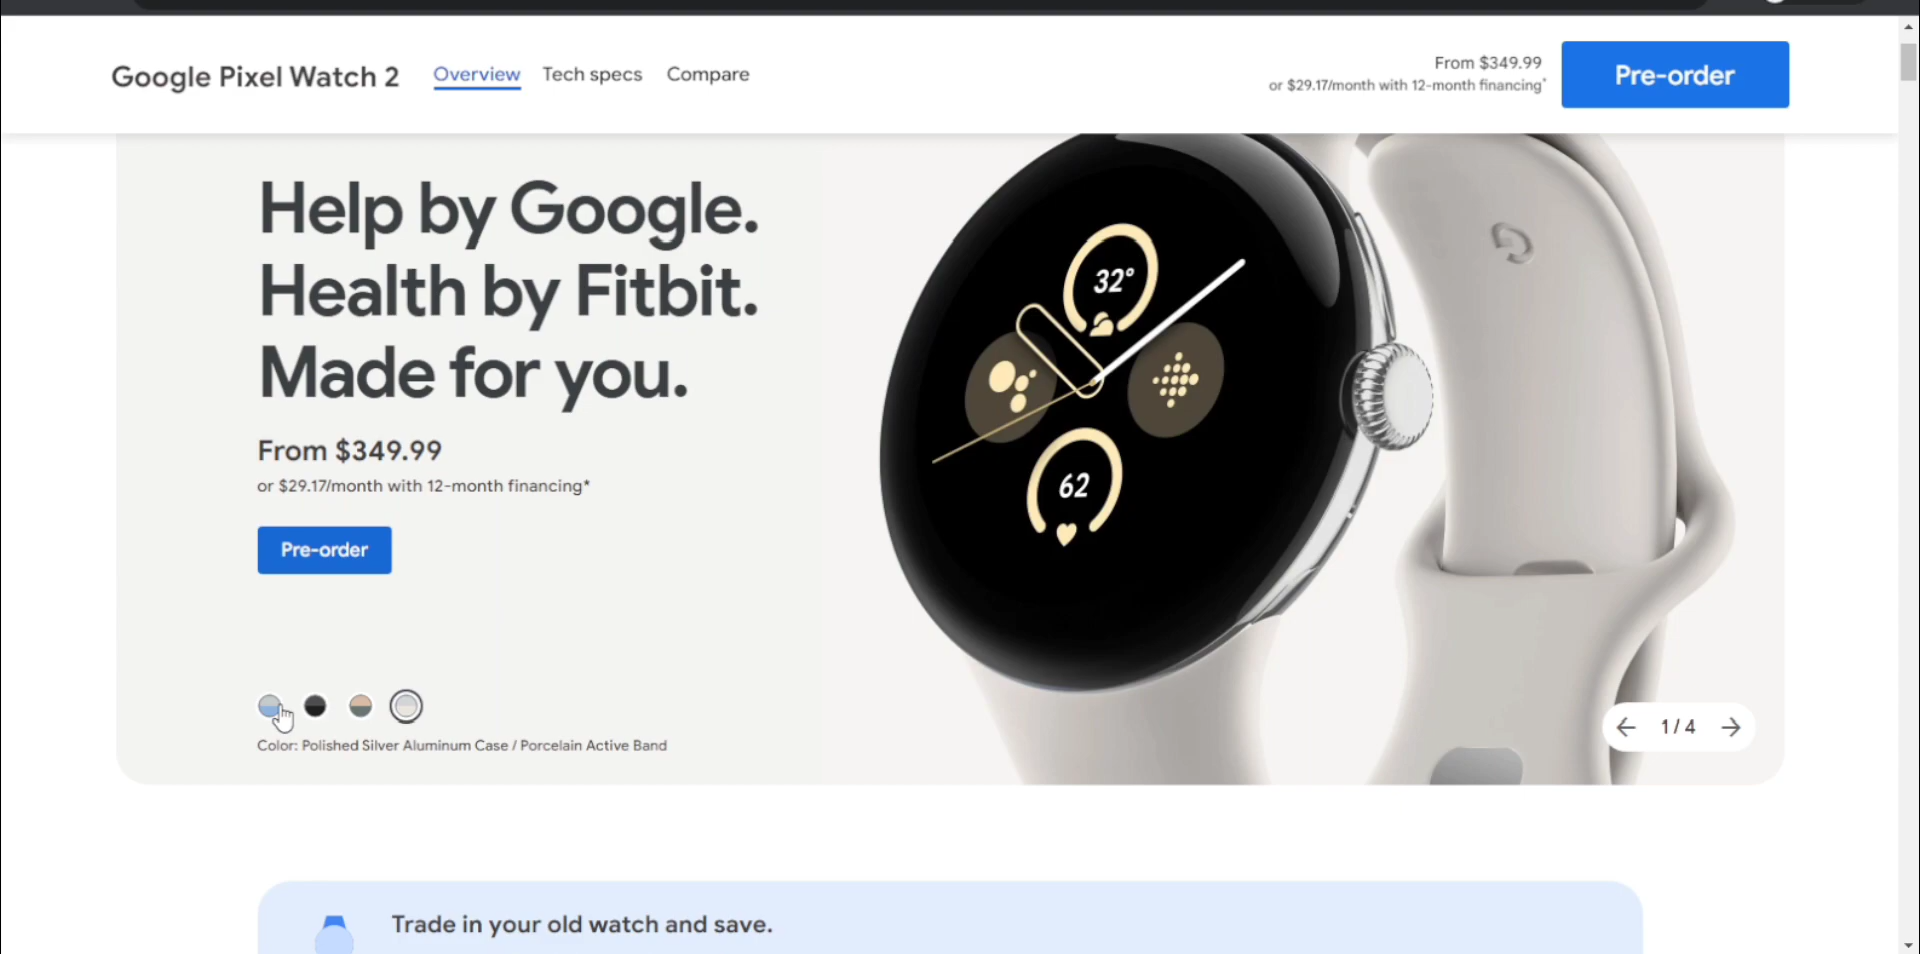 Google Pixel Watch 2
Overview
Tech specs
Compare
From $349.99
or $29.17/month with 12-month financing*
Pre-order
Help by Google.
Health by Fitbit.
Made for you.
From $349.99
or $29.17/month with 12-month financing*
Pre-order
32°
62
Color: Polished Silver Aluminum Case / Porcelain Active Band
1 / 4
Trade in your old watch and save.